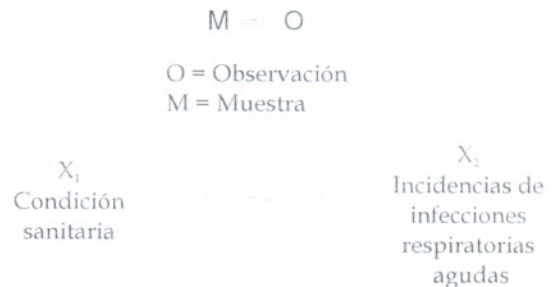 M O
O = Observación
M = Muestra
X₁
Condición
sanitaria
X₂
Incidencias de
infecciones
respiratorias
agudas